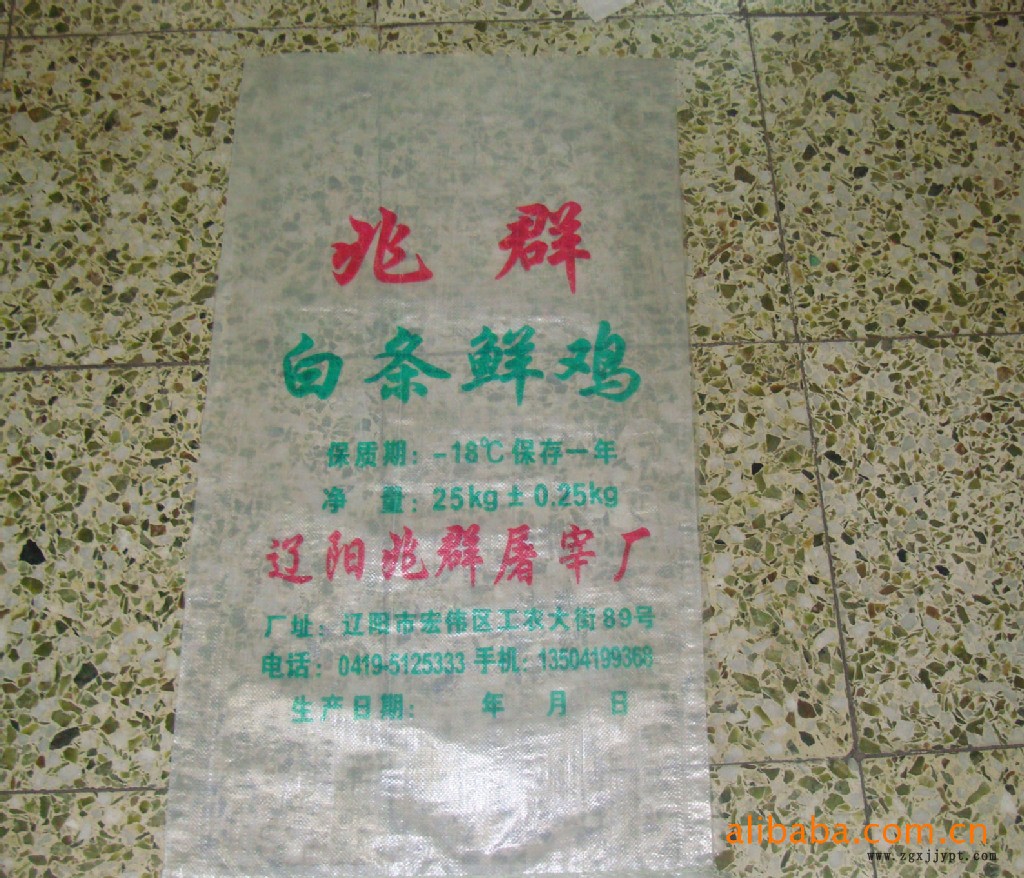 兆 群
白条鲜鸡
保质期：-18℃保存一年
净 量：25kg±0.25kg
辽阳兆群屠宰厂
厂址：辽阳市宏伟区工农大街89号
电话：0419-5125333 手机：13504199368
生产日期： 年 月 日
alibaba.com.cn
www.zgxjjypt.com